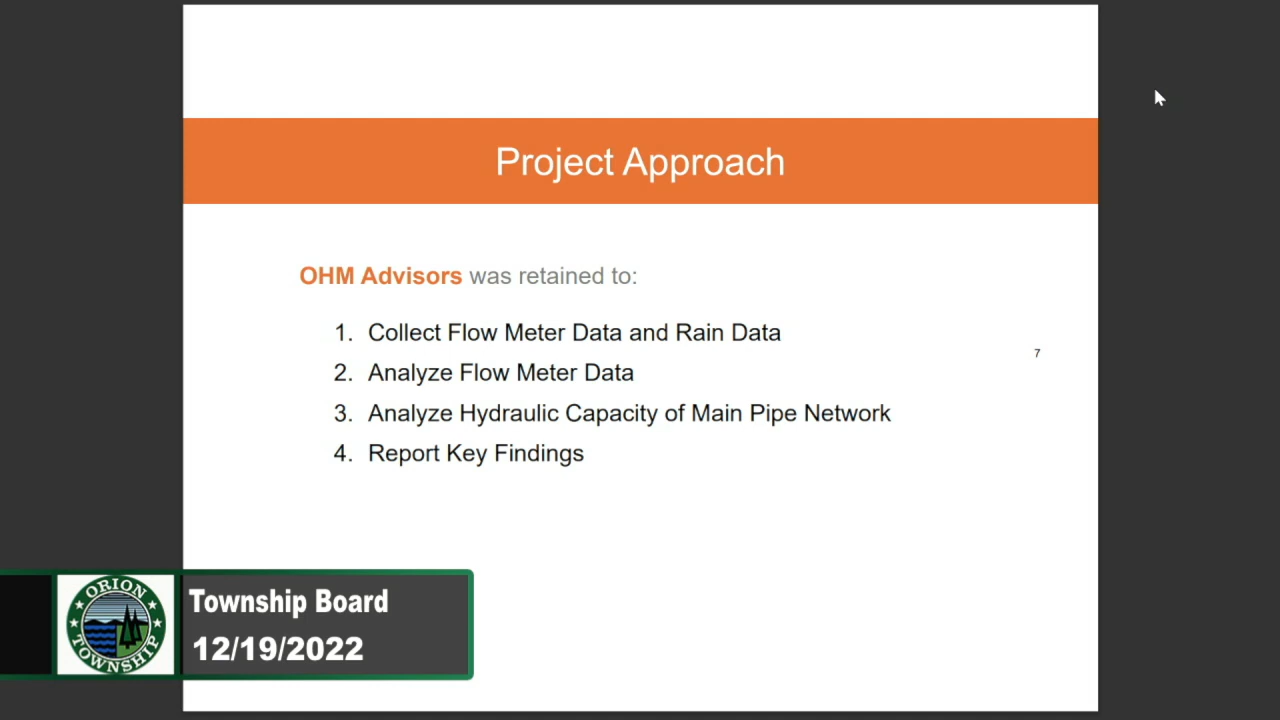 Project Approach
OHM Advisors was retained to:
1. Collect Flow Meter Data and Rain Data
7
2. Analyze Flow Meter Data
3. Analyze Hydraulic Capacity of Main Pipe Network
4. Report Key Findings
ORION
TOWNSHIP
Township Board
12/19/2022